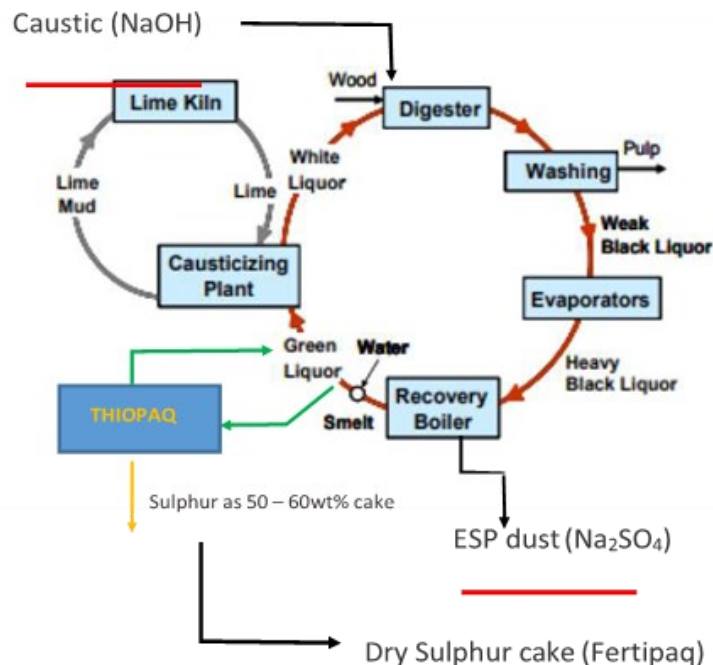 Caustic (NaOH)
Wood
Lime Kiln
Digester
White
Liquor
Pulp
Washing
Lime
Mud
Lime
Weak
Black Liquor
Causticizing
Plant
Evaporators
Green
Liquor
Water
Heavy
Black Liquor
THIOPAQ
Smelt
Recovery
Boiler
Sulphur as 50 – 60wt% cake
ESP dust (Na₂SO₄)
Dry Sulphur cake (Fertipaq)